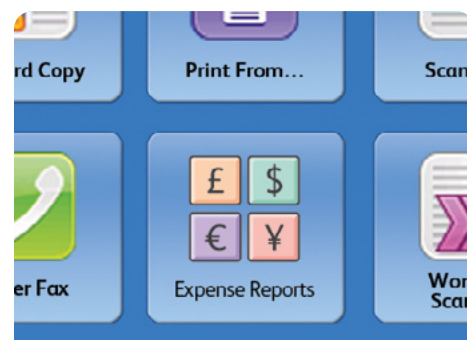 rd Copy
Print From...
Scan
£ $
€ ¥
er Fax
Expense Reports
Wor
Scan